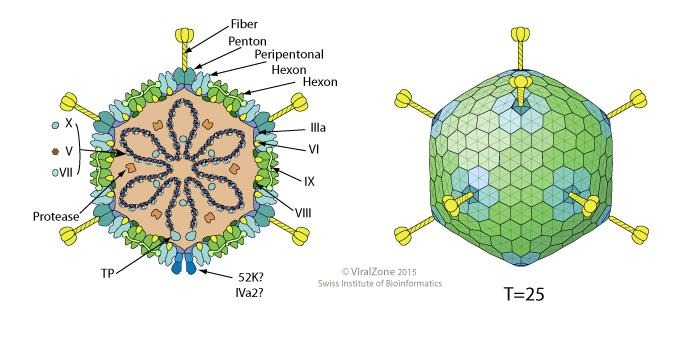 Fiber
Penton
Peripentonal
Hexon
Hexon
X
V
VII
IIIa
VI
IX
VIII
Protease
TP
52K?
IVa2?
© ViralZone 2015
Swiss Institute of Bioinformatics
T=25